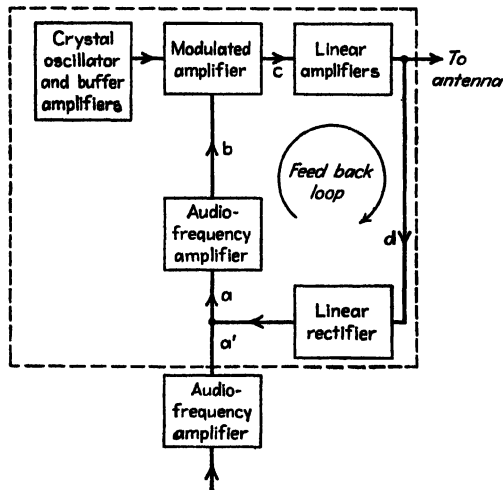 Crystal
oscillator
and buffer
amplifiers
Modulated
amplifier
c
Linear
amplifiers
To
antenna
b
Feed back
loop
Audio-
frequency
amplifier
d
a
Linear
rectifier
a'
Audio-
frequency
amplifier